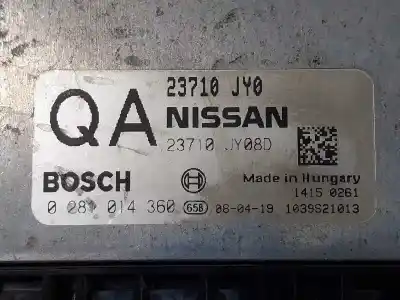 23710 JY0
QA NISSAN
23710 JY08D
BOSCH Made in Hungary
1415 0261
0 281 014 360 65B 08-04-19 1039S21013